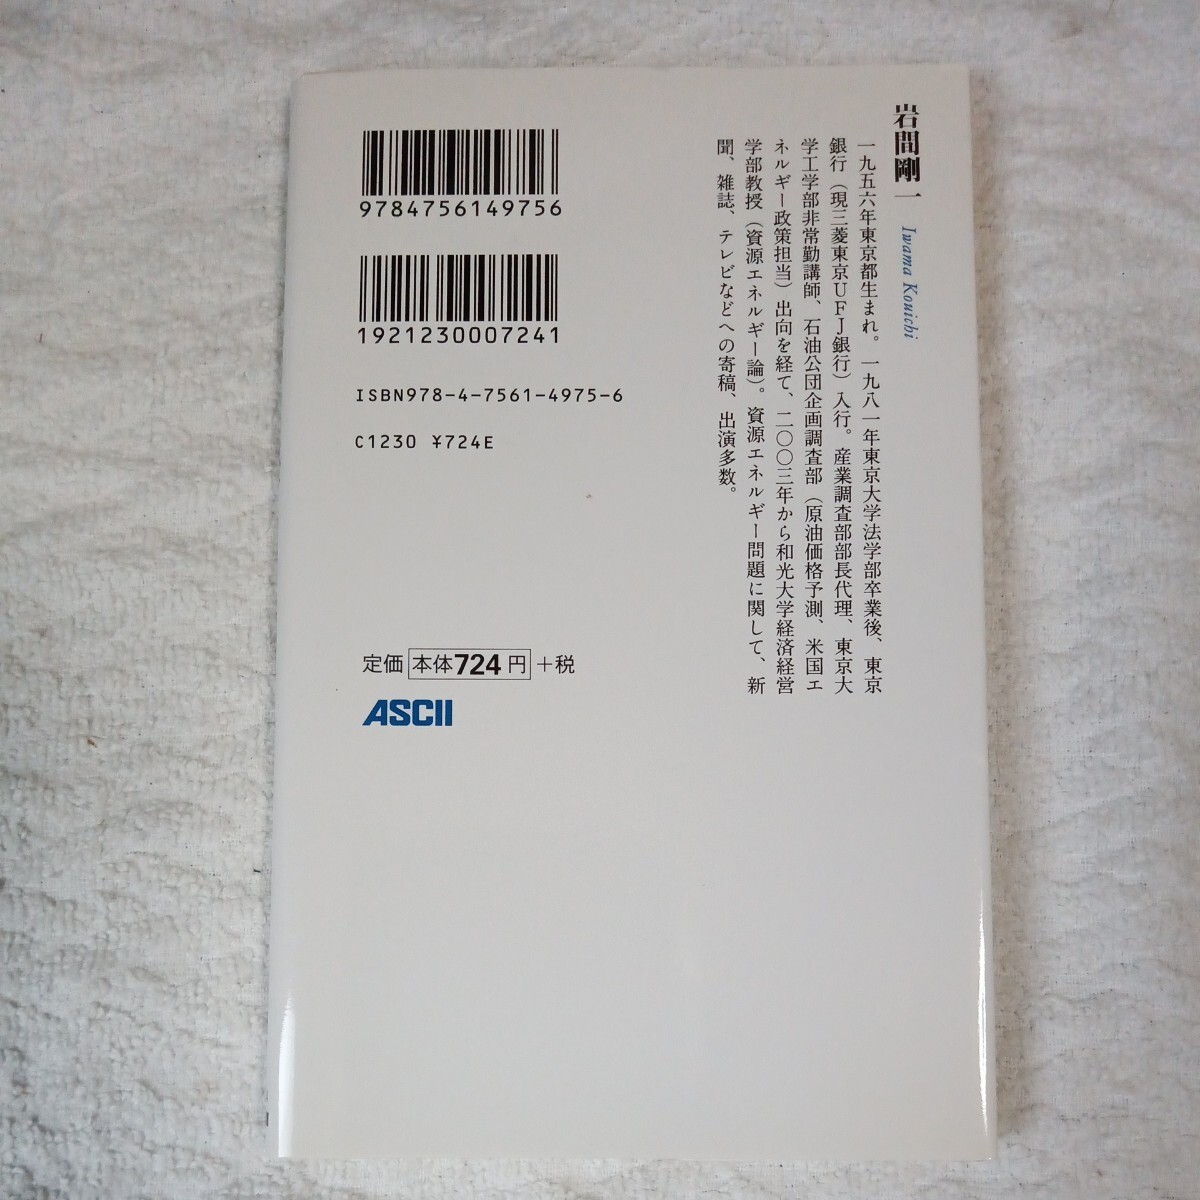 岩間剛一 Iwama Kouichi
一九五六年東京都生まれ。一九八一年東京大学法学部卒業後、東京
銀行（現三菱東京UFJ銀行）入行。産業調査部部長代理、東京大
学工学部非常勤講師、石油公団企画調査部（原油価格予測、米国エ
ネルギー政策担当）出向を経て、二〇〇三年から和光大学経済経営
学部教授（資源エネルギー論）。資源エネルギー問題に関して、新
聞、雑誌、テレビなどへの寄稿、出演多数。
9784756149756
1921230007241
ISBN978-4-7561-4975-6
C1230 ¥724E
定価 本体724円 +税
ASCII